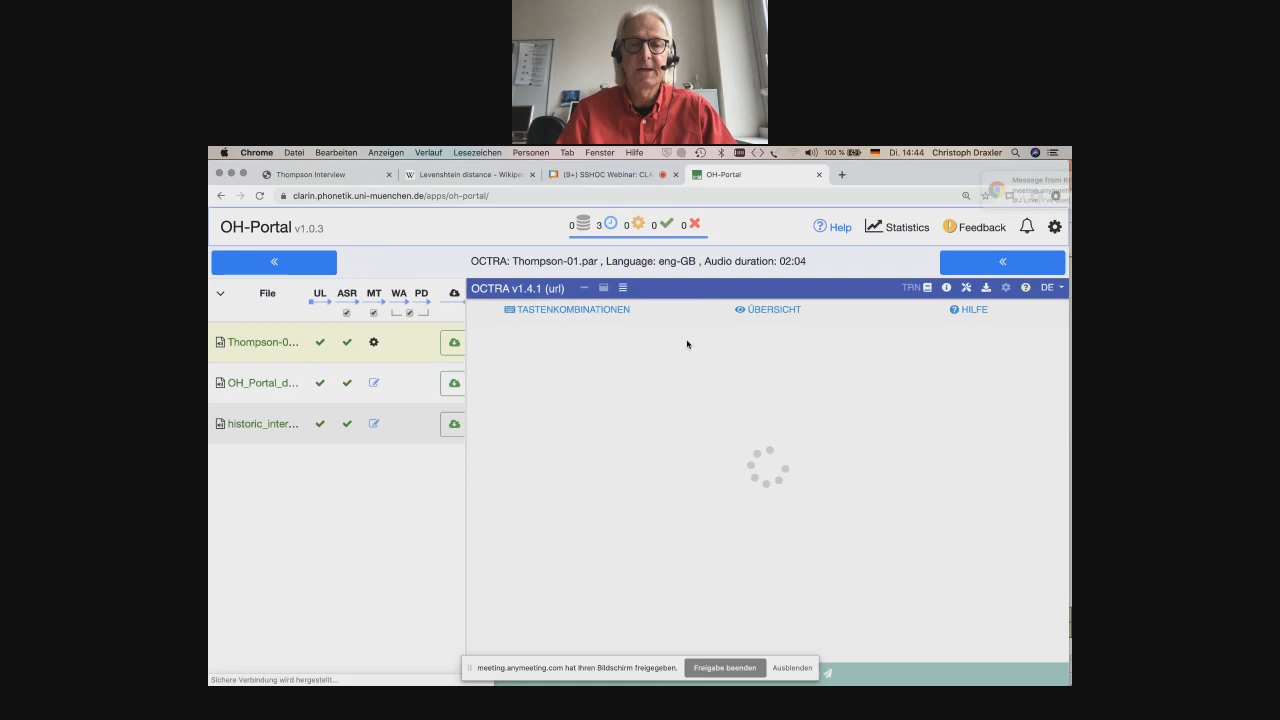 Chrome Datei Bearbeiten Anzeigen Verlauf Lesezeichen Personen Tab Fenster Hilfe 100 % Di. 14:44 Christoph Draxler
Thompson Interview × Levenshtein distance - Wikipe × (9+) SSHOC Webinar: CLA × OH-Portal × +
Message from K
meeting.anymeeti
clarin.phonetik.uni-muenchen.de/apps/oh-portal/
OH-Portal v1.0.3 0 3 0 0 0 Help Statistics Feedback
« OCTRA: Thompson-01.par , Language: eng-GB , Audio duration: 02:04 «
File UL ASR MT WA PD
OCTRA v1.4.1 (url) TRN DE
TASTENKOMBINATIONEN ÜBERSICHT HILFE
Thompson-0...
OH_Portal_d...
historic_inter...
meeting.anymeeting.com hat Ihren Bildschirm freigegeben. Freigabe beenden Ausblenden
Sichere Verbindung wird hergestellt...